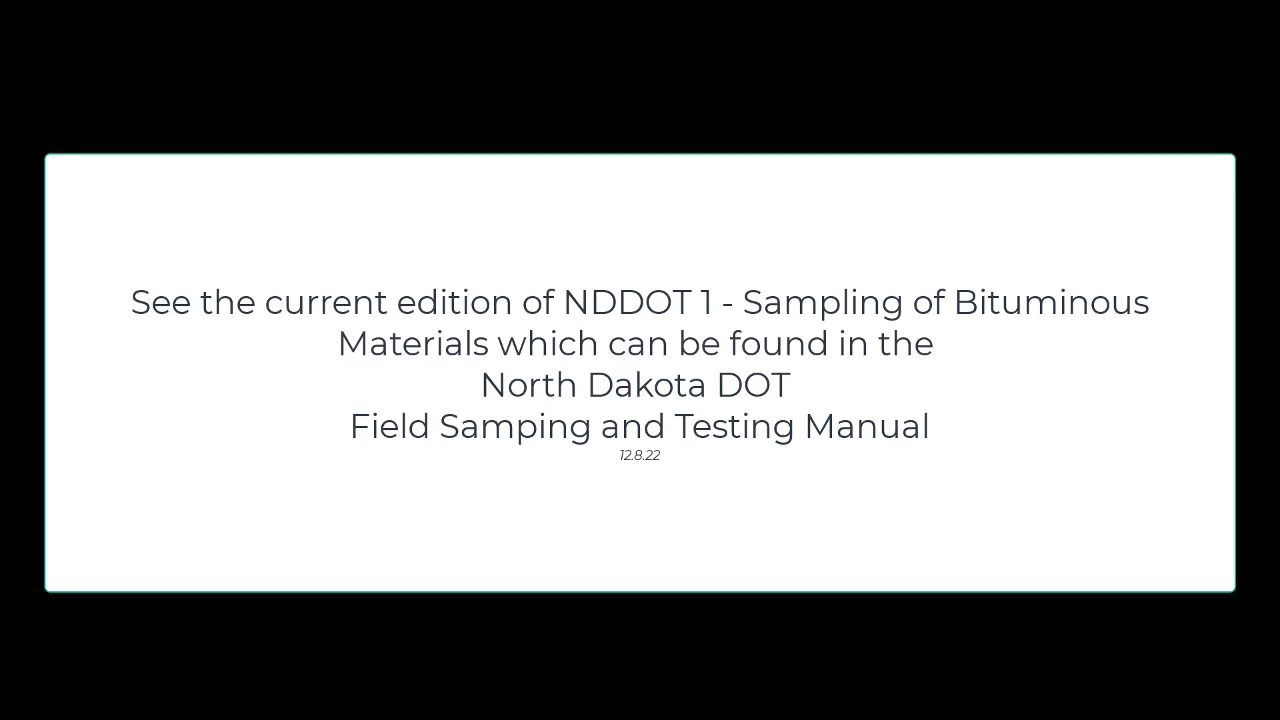 See the current edition of NDDOT 1 - Sampling of Bituminous
Materials which can be found in the
North Dakota DOT
Field Samping and Testing Manual
12.8.22